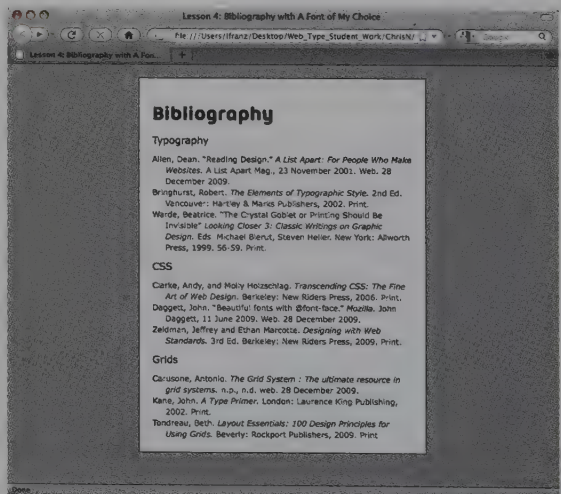 Lesson 4: Bibliography with A Font of My Choice
file:///Users/lfranz/Desktop/Web_Type_Student_Work/ChrisN/
Google
Lesson 4: Bibliography with A Fon...
Bibliography
Typography
Allen, Dean. "Reading Design." A List Apart: For People Who Make
Websites. A List Apart Mag., 23 November 2001. Web. 28
December 2009.
Bringhurst, Robert. The Elements of Typographic Style. 2nd Ed.
Vancouver: Hartley & Marks Publishers, 2002. Print.
Warde, Beatrice. "The Crystal Goblet or Printing Should Be
Invisible" Looking Closer 3: Classic Writings on Graphic
Design. Eds. Michael Bierut, Steven Heller. New York: Allworth
Press, 1999. 56-59. Print.
CSS
Clarke, Andy, and Molly Holzschlag. Transcending CSS: The Fine
Art of Web Design. Berkeley: New Riders Press, 2006. Print.
Daggett, John. "Beautiful fonts with @font-face." Mozilla. John
Daggett, 11 June 2009. Web. 28 December 2009.
Zeldman, Jeffrey and Ethan Marcotte. Designing with Web
Standards. 3rd Ed. Berkeley: New Riders Press, 2009. Print.
Grids
Carusone, Antonio. The Grid System : The ultimate resource in
grid systems. n.p., n.d. web. 28 December 2009.
Kane, John. A Type Primer. London: Laurence King Publishing,
2002. Print.
Tondreau, Beth. Layout Essentials: 100 Design Principles for
Using Grids. Beverly: Rockport Publishers, 2009. Print
Done